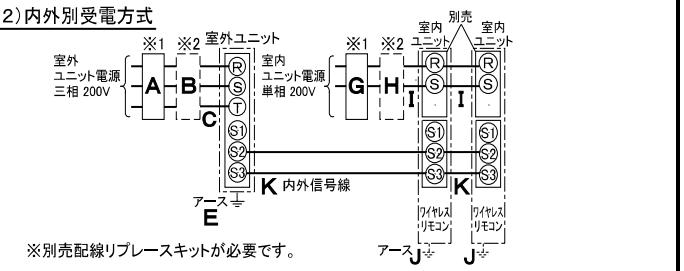 2)内外別受電方式
別売
※1 ※2 室外ユニット ※1 ※2 室内ユニット 室内ユニット
室外
ユニット電源
三相 200V
A B C
R
S
T
S1
S2
S3
室内
ユニット電源
単相 200V
G H I I
R R
S S
S1 S1
S2 S2
S3 S3
K 内外信号線 K
アース
E
ワイヤレス
リモコン
ワイヤレス
リモコン
アース J J
※別売配線リプレースキットが必要です。